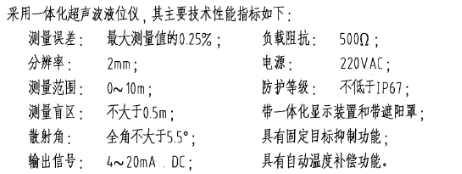 采用一体化超声波液位仪，其主要技术性能指标如下：
测量误差： 最大测量值的0.25%； 负载阻抗： 500Ω；
分辨率： 2mm； 电源： 220VAC；
测量范围： 0～10m； 防护等级： 不低于IP67；
测量盲区： 不大于0.5m； 带一体化显示装置和带遮阳罩；
散射角： 全角不大于5.5°； 具有固定目标抑制功能；
输出信号： 4～20mA．DC； 具有自动温度补偿功能。